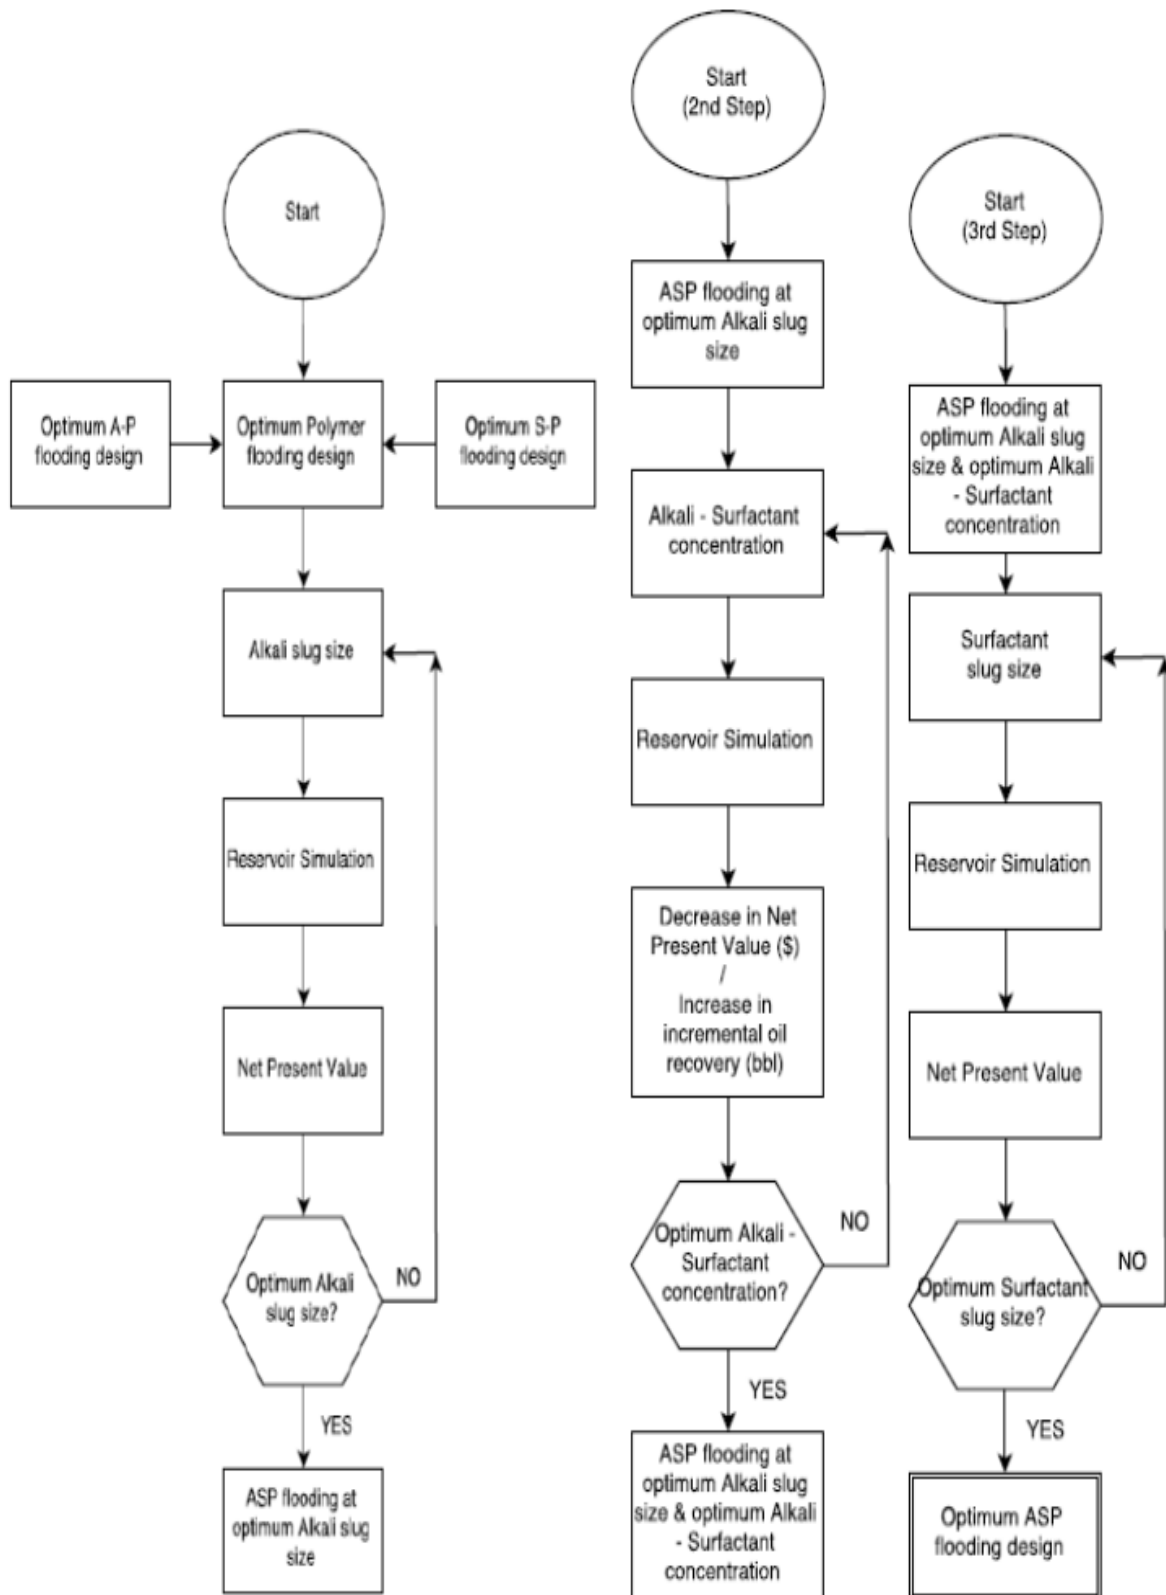 Start
Optimum A-P
flooding design
Optimum Polymer
flooding design
Optimum S-P
flooding design
Alkali slug size
Reservoir Simulation
Net Present Value
Optimum Alkali
slug size?
NO
YES
ASP flooding at
optimum Alkali slug
size
Start
(2nd Step)
ASP flooding at
optimum Alkali slug
size
Alkali - Surfactant
concentration
Reservoir Simulation
Decrease in Net
Present Value ($)
/
Increase in
incremental oil
recovery (bbl)
Optimum Alkali -
Surfactant
concentration?
NO
YES
ASP flooding at
optimum Alkali slug
size & optimum Alkali
- Surfactant
concentration
Start
(3rd Step)
ASP flooding at
optimum Alkali slug
size & optimum Alkali
- Surfactant
concentration
Surfactant
slug size
Reservoir Simulation
Net Present Value
Optimum Surfactant
slug size?
NO
YES
Optimum ASP
flooding design